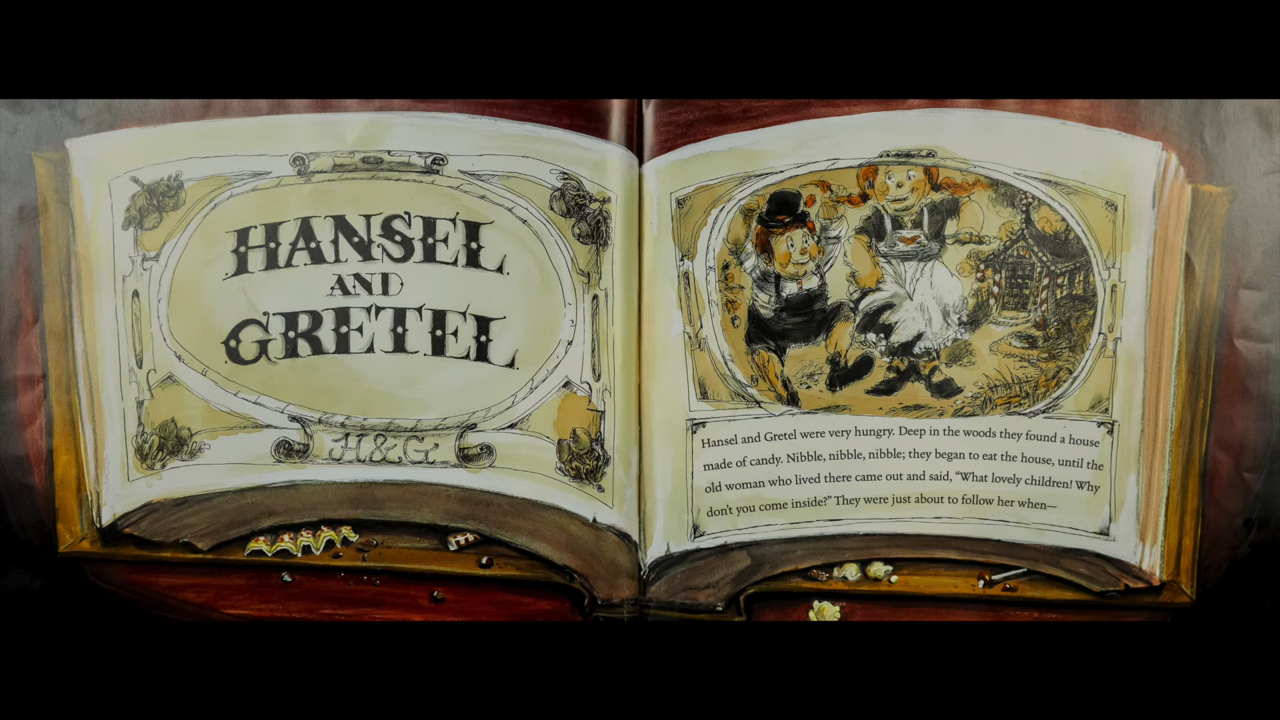 HANSEL
AND
GRETEL
H&G
Hansel and Gretel were very hungry. Deep in the woods they found a house
made of candy. Nibble, nibble, nibble; they began to eat the house, until the
old woman who lived there came out and said, “What lovely children! Why
don't you come inside?” They were just about to follow her when—